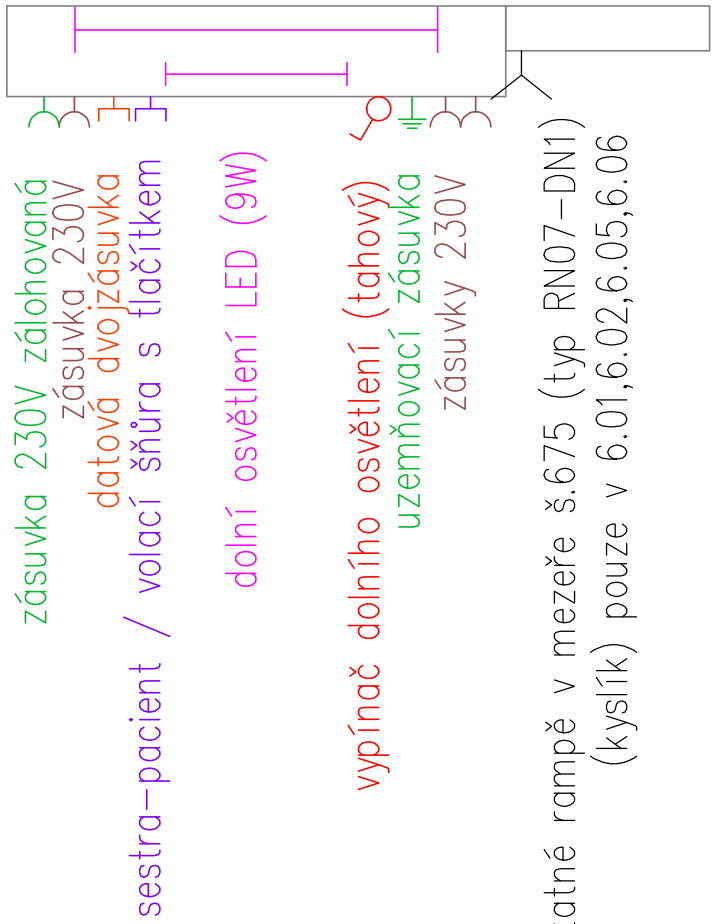 zásuvka 230V zálohovaná
zásuvka 230V
datová dvojzásuvka
sestra-pacient / volací šňůra s tlačítkem
dolní osvětlení LED (9W)
vypínač dolního osvětlení (tahový)
uzemňovací zásuvka
zásuvky 230V
rampě v mezeře š.675 (typ RN07-DN1)
(kyslík) pouze v 6.01,6.02,6.05,6.06